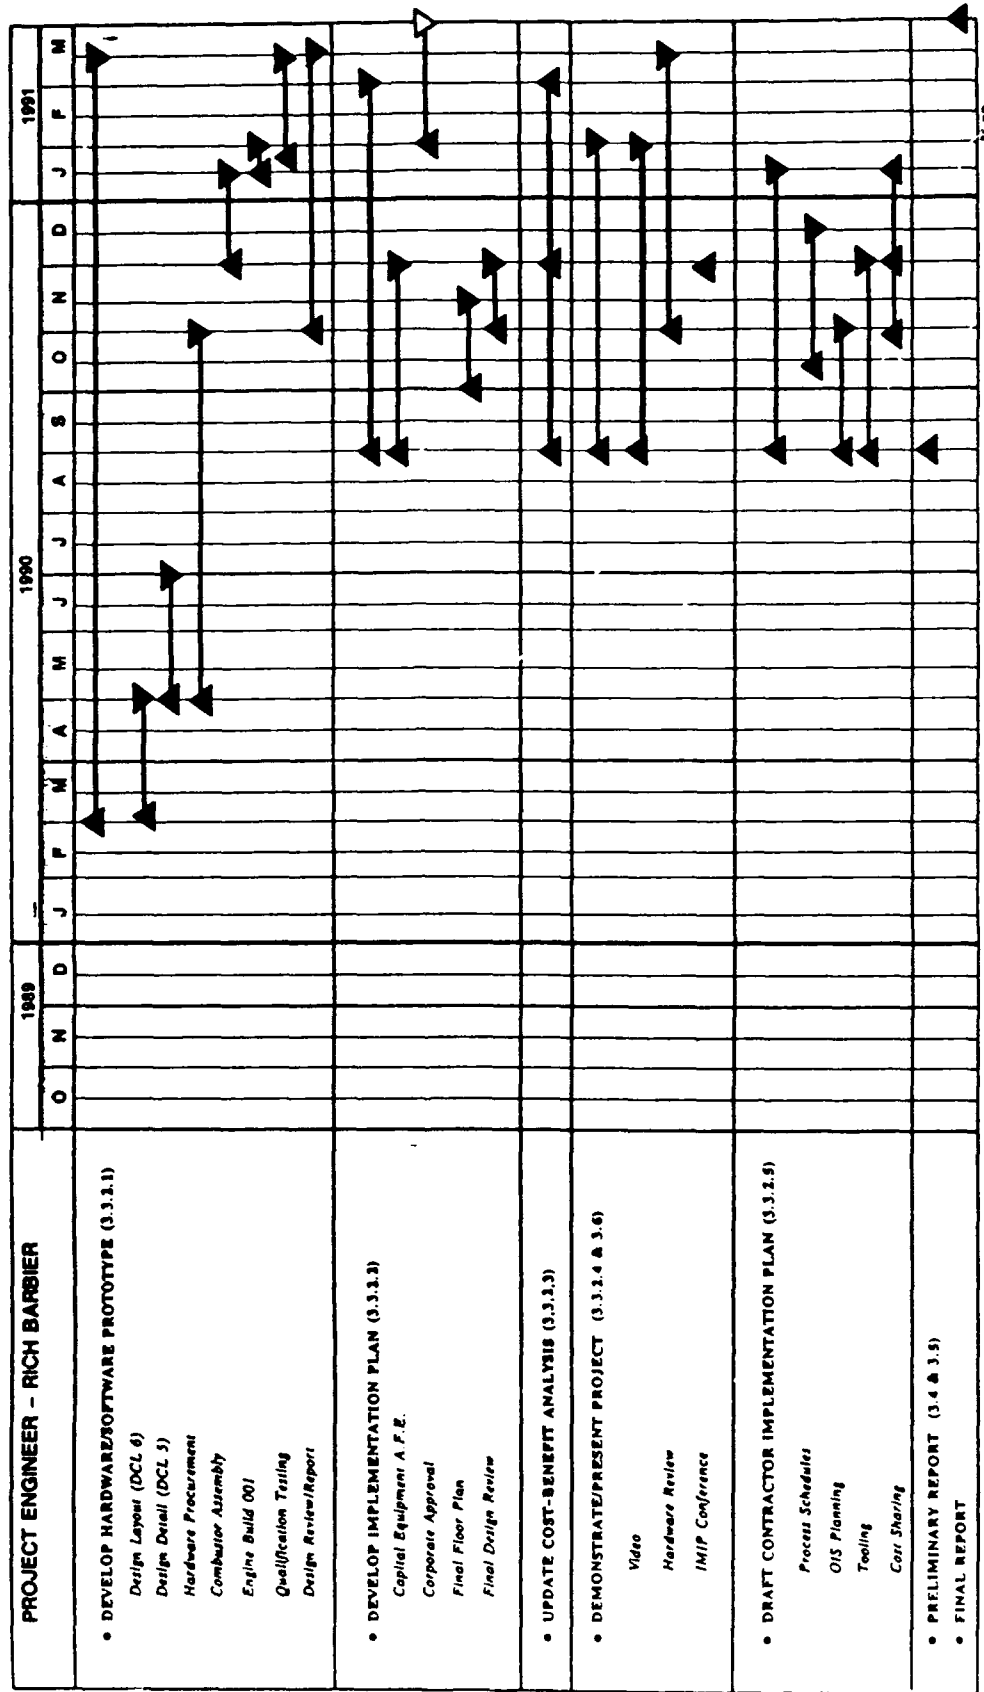 PROJECT ENGINEER – RICH BARBIER
1989 1990 1991
O N D J F M A M J J A S O N D J F M
• DEVELOP HARDWARE/SOFTWARE PROTOTYPE (3.3.2.1)
Design Layout (DCL 6)
Design Detail (DCL 5)
Hardware Procurement
Combustor Assembly
Engine Build 001
Qualification Testing
Design Review/Report
• DEVELOP IMPLEMENTATION PLAN (3.3.2.2)
Capital Equipment A.F.E.
Corporate Approval
Final Floor Plan
Final Design Review
• UPDATE COST-BENEFIT ANALYSIS (3.3.2.3)
• DEMONSTRATE/PRESENT PROJECT (3.3.2.4 & 3.6)
Video
Hardware Review
IMIP Conference
• DRAFT CONTRACTOR IMPLEMENTATION PLAN (3.3.2.5)
Process Schedules
OIS Planning
Tooling
Cost Sharing
• PRELIMINARY REPORT (3.4 & 3.5)
• FINAL REPORT